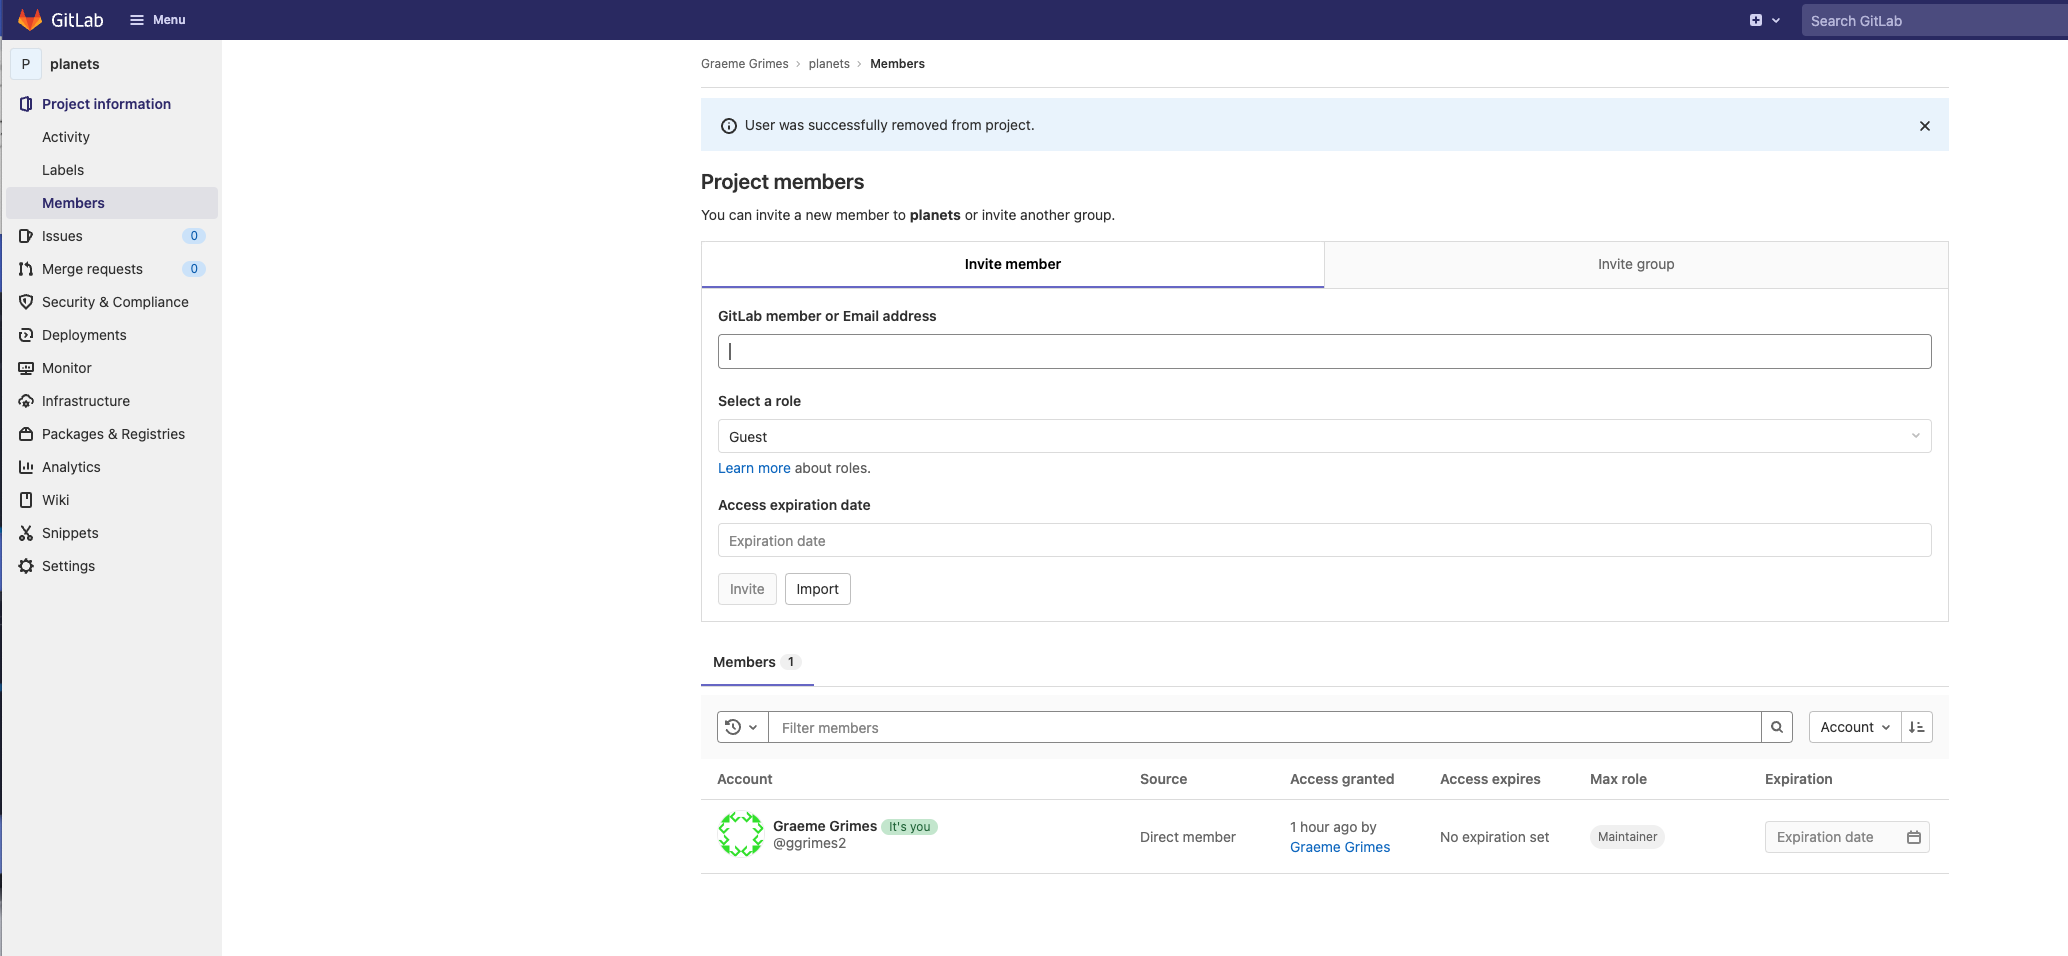 GitLab
Menu
Search GitLab
P planets
Project information
Activity
Labels
Members
Issues 0
Merge requests 0
Security & Compliance
Deployments
Monitor
Infrastructure
Packages & Registries
Analytics
Wiki
Snippets
Settings
Graeme Grimes › planets › Members
User was successfully removed from project.
Project members
You can invite a new member to planets or invite another group.
Invite member Invite group
GitLab member or Email address
Select a role
Guest
Learn more about roles.
Access expiration date
Expiration date
Invite Import
Members 1
Filter members Account
Account Source Access granted Access expires Max role Expiration
Graeme Grimes It's you
@ggrimes2
Direct member
1 hour ago by
Graeme Grimes
No expiration set
Maintainer
Expiration date